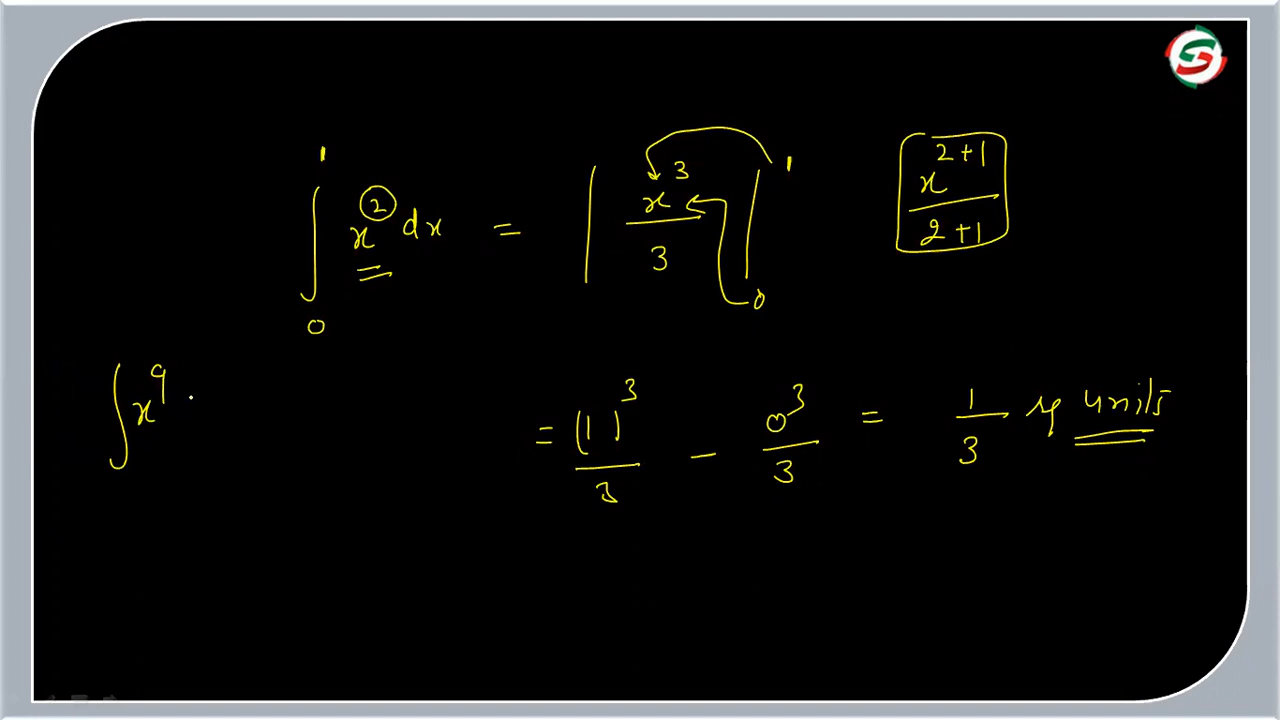 ∫₀¹ x² dx = | x³/3 |₀¹    x²⁺¹/2+1
= (1)³/3 - 0³/3 = 1/3 sq units
∫ x⁹ .